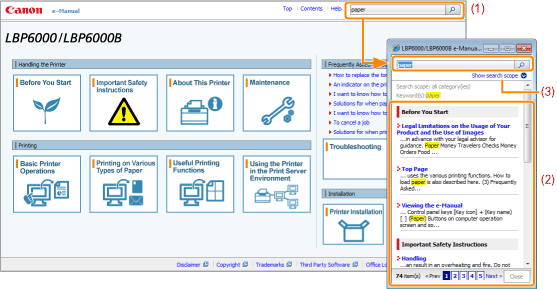 Canon e-Manual
Top Contents Help paper
(1)
LBP6000/LBP6000B
Handling the Printer
Before You Start
Important Safety Instructions
About This Printer
Maintenance
Printing
Basic Printer Operations
Printing on Various Types of Paper
Useful Printing Functions
Using the Printer in the Print Server Environment
Frequently Asked
How to replace the to
An indicator on the pri
I want to know how to
Solutions for when pap
I want to know how to
I want to know how to
To cancel a job
Solutions for when prin
Troubleshooting
Installation
Printer Installation
Disclaimer Copyright Trademarks Third Party Software Office Lo
LBP6000/LBP6000B e-Manua...
paper
Show search scope
(3)
Search scope: all category(ies)
Keyword(s): paper
(2)
Before You Start
Legal Limitations on the Usage of Your
Product and the Use of Images
...in advance with your legal advisor for
guidance. Paper Money Travelers Checks Money
Orders Food ...
Top Page
... uses the various printing functions. How to
load paper is also described here. (3) Frequently
Asked...
Viewing the e-Manual
.... Control panel keys [Key icon] + (Key name)
[ ] (Paper) Buttons on computer operation
screen and so...
Important Safety Instructions
Handling
...an result in an overheating and fire. Do not
74 item(s) <Prev 1 2 3 4 5 Next> Close